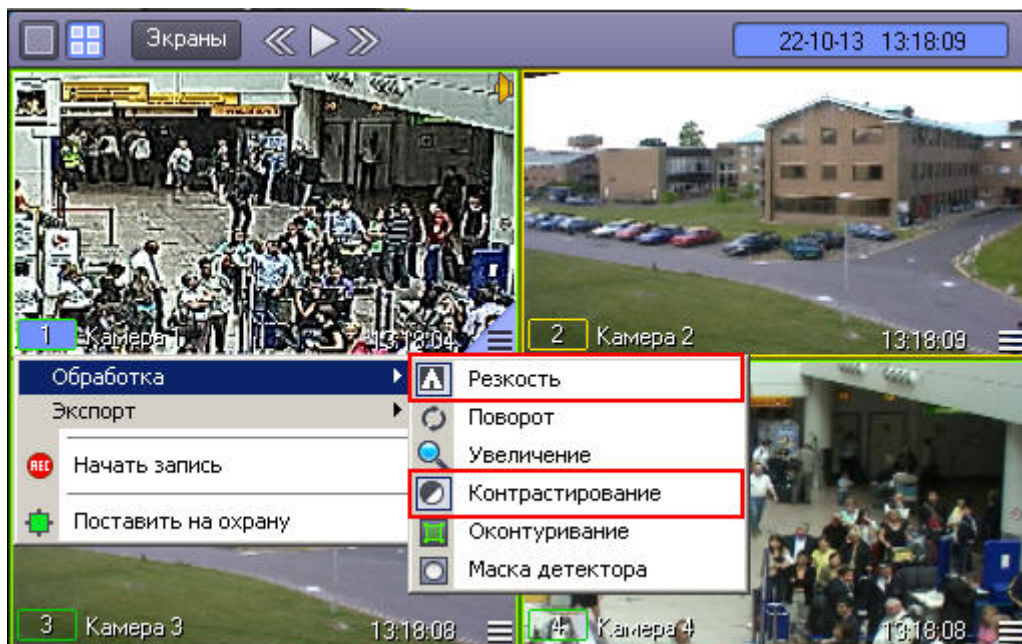 Экраны
22-10-13 13:18:09
1 Камера 1 13:18:04
2 Камера 2 13:18:09
Обработка
Экспорт
REC Начать запись
Поставить на охрану
Резкость
Поворот
Увеличение
Контрастирование
Оконтуривание
Маска детектора
3 Камера 3 13:18:08
4 Камера 4 13:18:08